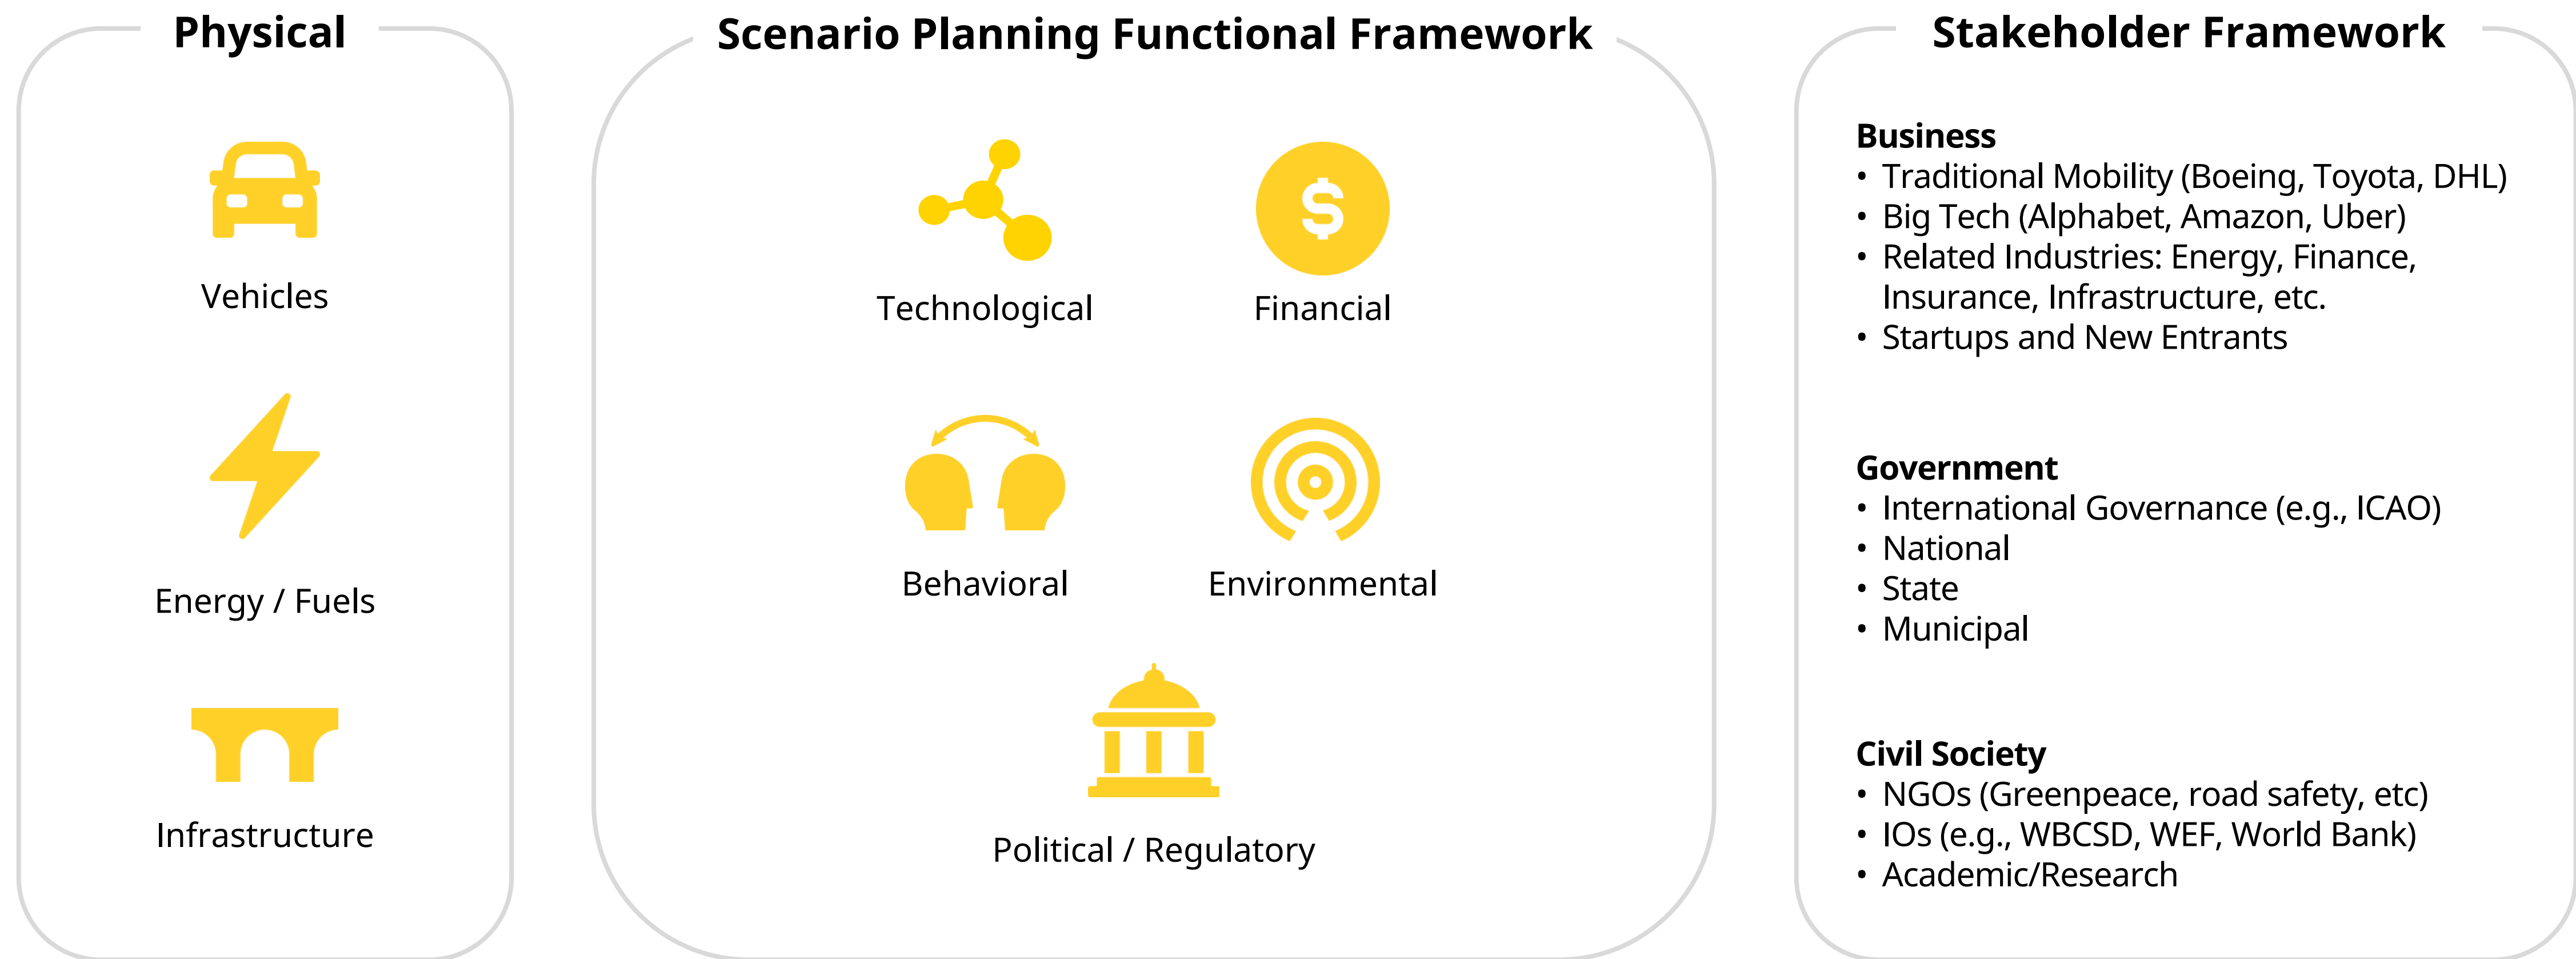 Physical
Vehicles
Energy / Fuels
Infrastructure
Scenario Planning Functional Framework
Technological
Financial
Behavioral
Environmental
Political / Regulatory
Stakeholder Framework
Business
• Traditional Mobility (Boeing, Toyota, DHL)
• Big Tech (Alphabet, Amazon, Uber)
• Related Industries: Energy, Finance,
Insurance, Infrastructure, etc.
• Startups and New Entrants
Government
• International Governance (e.g., ICAO)
• National
• State
• Municipal
Civil Society
• NGOs (Greenpeace, road safety, etc)
• IOs (e.g., WBCSD, WEF, World Bank)
• Academic/Research